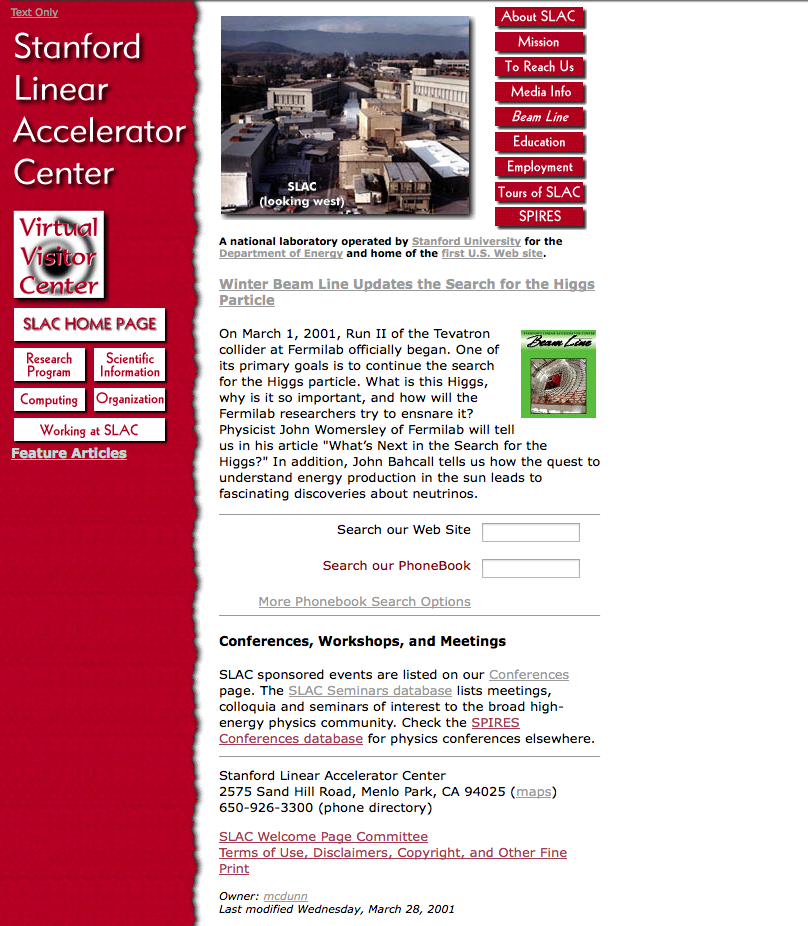 Text Only
Stanford
Linear
Accelerator
Center
Virtual
Visitor
Center
SLAC HOME PAGE
Research
Program
Scientific
Information
Computing
Organization
Working at SLAC
Feature Articles
SLAC
(looking west)
About SLAC
Mission
To Reach Us
Media Info
Beam Line
Education
Employment
Tours of SLAC
SPIRES
A national laboratory operated by Stanford University for the
Department of Energy and home of the first U.S. Web site.
Winter Beam Line Updates the Search for the Higgs
Particle
On March 1, 2001, Run II of the Tevatron
collider at Fermilab officially began. One of
its primary goals is to continue the search
for the Higgs particle. What is this Higgs,
why is it so important, and how will the
Fermilab researchers try to ensnare it?
Physicist John Womersley of Fermilab will tell
us in his article "What’s Next in the Search for the
Higgs?" In addition, John Bahcall tells us how the quest to
understand energy production in the sun leads to
fascinating discoveries about neutrinos.
STANFORD LINEAR ACCELERATOR CENTER
Beam Line
Search our Web Site
Search our PhoneBook
More Phonebook Search Options
Conferences, Workshops, and Meetings
SLAC sponsored events are listed on our Conferences
page. The SLAC Seminars database lists meetings,
colloquia and seminars of interest to the broad high-
energy physics community. Check the SPIRES
Conferences database for physics conferences elsewhere.
Stanford Linear Accelerator Center
2575 Sand Hill Road, Menlo Park, CA 94025 (maps)
650-926-3300 (phone directory)
SLAC Welcome Page Committee
Terms of Use, Disclaimers, Copyright, and Other Fine
Print
Owner: mcdunn
Last modified Wednesday, March 28, 2001